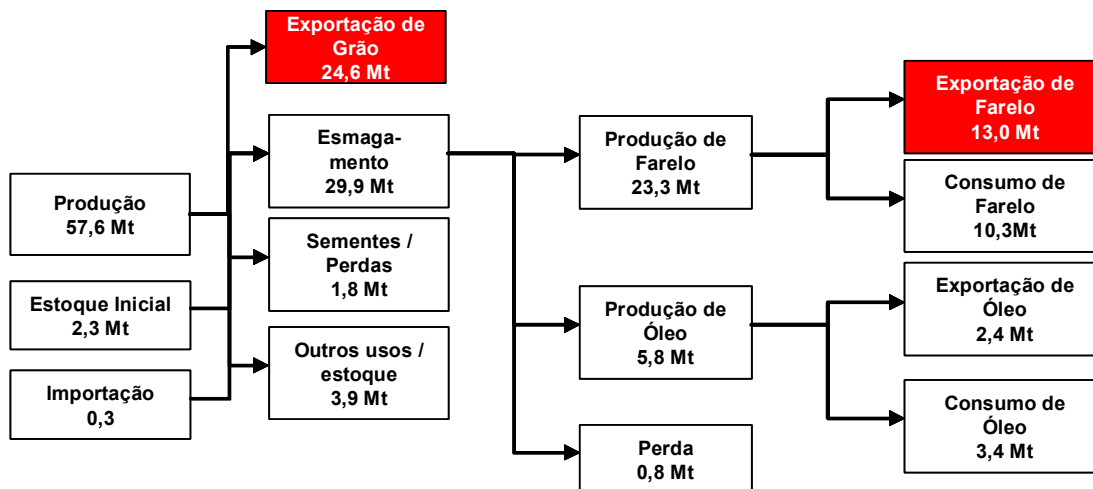 Exportação de
Grão
24,6 Mt
Esmaga-
mento
29,9 Mt
Produção
57,6 Mt
Sementes /
Perdas
1,8 Mt
Estoque Inicial
2,3 Mt
Outros usos /
estoque
3,9 Mt
Importação
0,3
Produção de
Farelo
23,3 Mt
Produção de
Óleo
5,8 Mt
Perda
0,8 Mt
Exportação de
Farelo
13,0 Mt
Consumo de
Farelo
10,3Mt
Exportação de
Óleo
2,4 Mt
Consumo de
Óleo
3,4 Mt